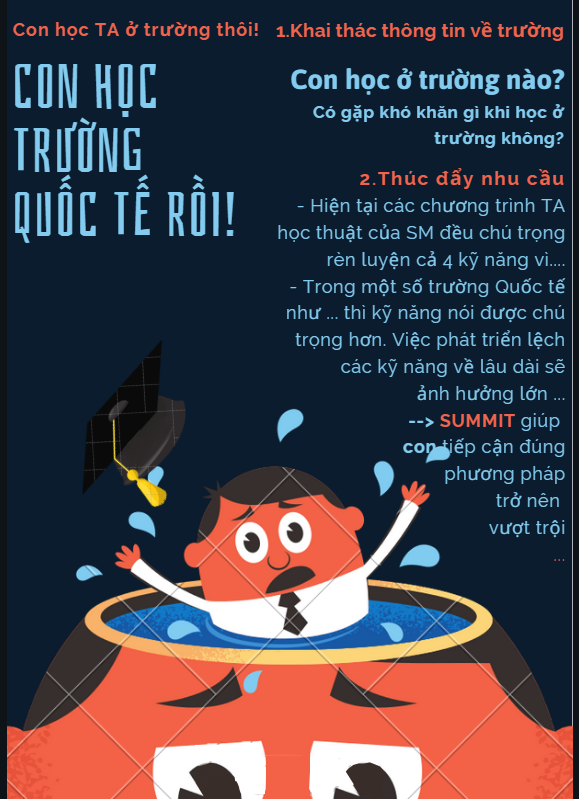 Con học TA ở trường thôi!
CON HỌC
TRƯỜNG
QUỐC TẾ RỒI!
1.Khai thác thông tin về trường
Con học ở trường nào?
Có gặp khó khăn gì khi học ở
trường không?
2.Thúc đẩy nhu cầu
- Hiện tại các chương trình TA
học thuật của SM đều chú trọng
rèn luyện cả 4 kỹ năng vì....
- Trong một số trường Quốc tế
như ... thì kỹ năng nói được chú
trọng hơn. Việc phát triển lệch
các kỹ năng về lâu dài sẽ
ảnh hưởng lớn ...
--> SUMMIT giúp
con tiếp cận đúng
phương pháp
trở nên
vượt trội
...